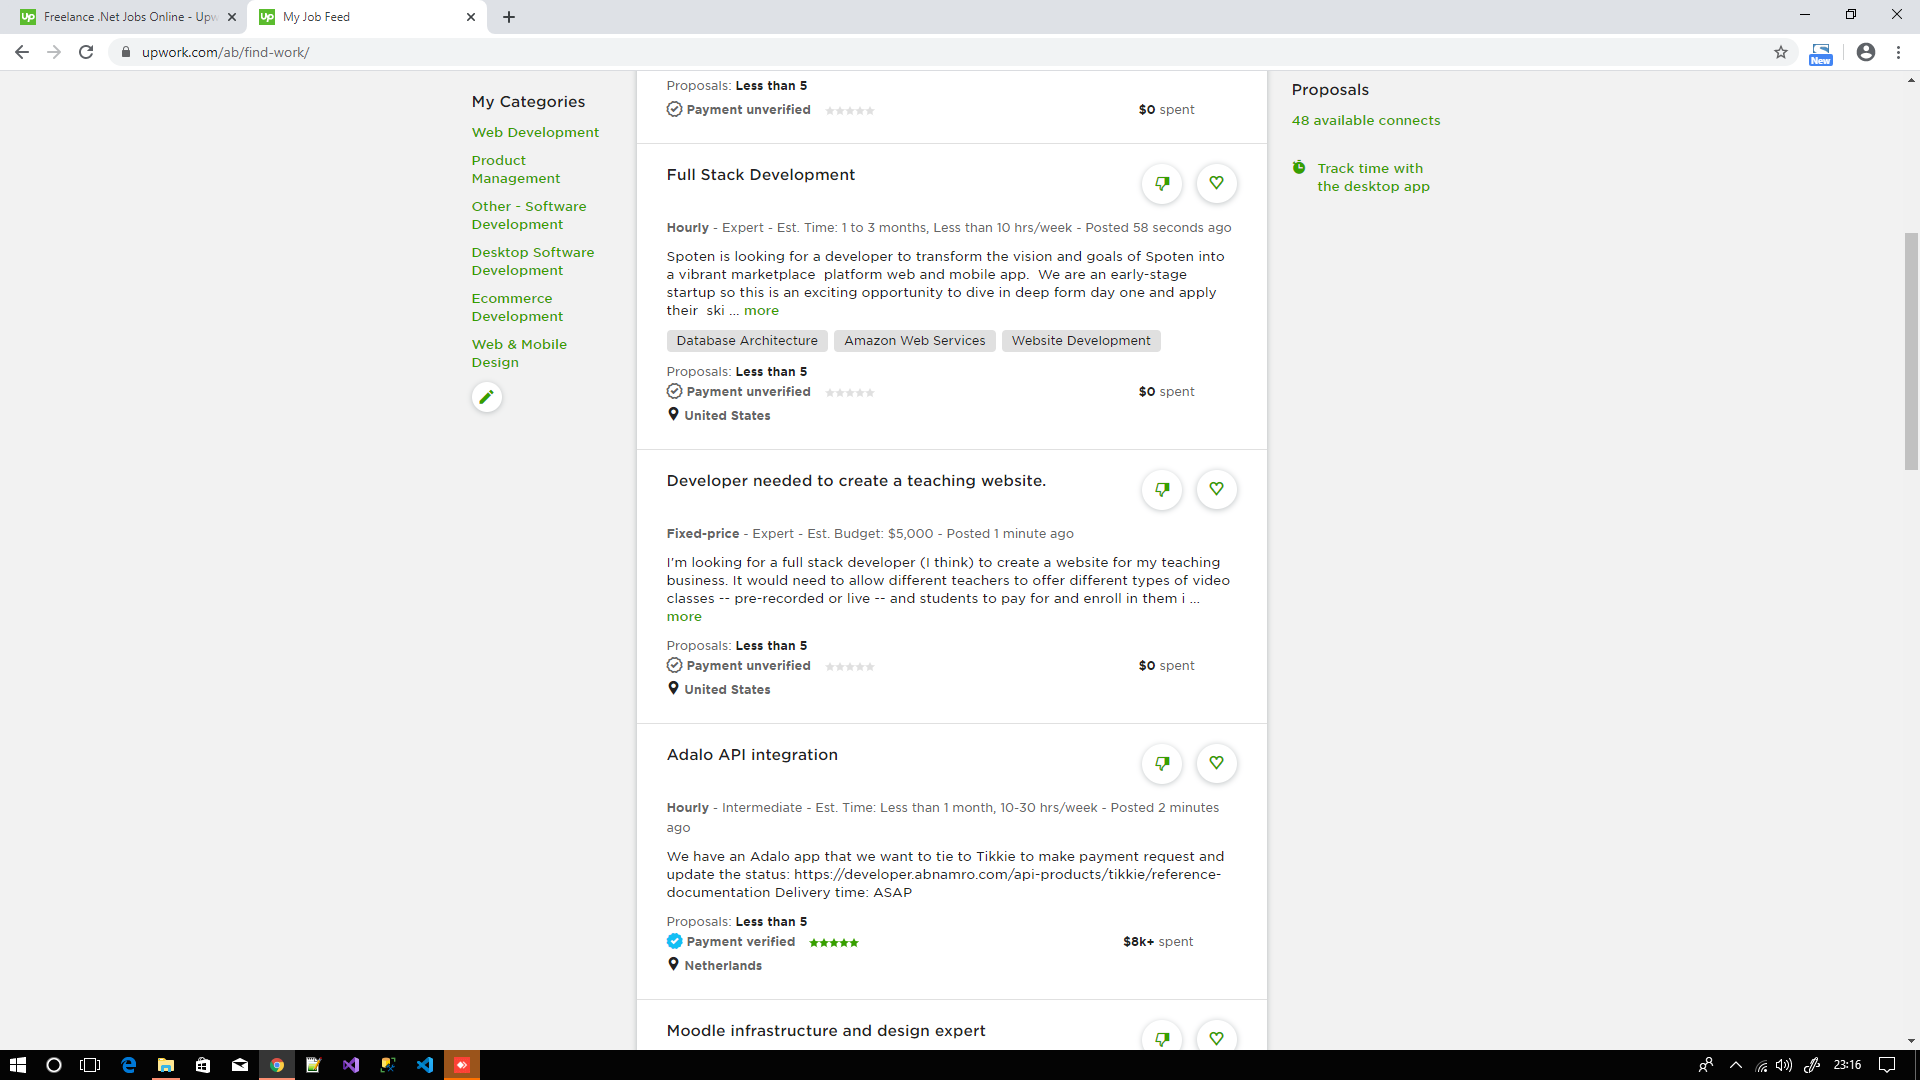 Freelance .Net Jobs Online - Upw
My Job Feed
upwork.com/ab/find-work/
New
My Categories
Web Development
Product
Management
Other - Software
Development
Desktop Software
Development
Ecommerce
Development
Web & Mobile
Design
Proposals: Less than 5
Payment unverified
$0 spent
Full Stack Development
Hourly - Expert - Est. Time: 1 to 3 months, Less than 10 hrs/week - Posted 58 seconds ago
Spoten is looking for a developer to transform the vision and goals of Spoten into
a vibrant marketplace  platform web and mobile app.  We are an early-stage
startup so this is an exciting opportunity to dive in deep form day one and apply
their  ski ... more
Database Architecture
Amazon Web Services
Website Development
Proposals: Less than 5
Payment unverified
$0 spent
United States
Developer needed to create a teaching website.
Fixed-price - Expert - Est. Budget: $5,000 - Posted 1 minute ago
I'm looking for a full stack developer (I think) to create a website for my teaching
business. It would need to allow different teachers to offer different types of video
classes -- pre-recorded or live -- and students to pay for and enroll in them i ...
more
Proposals: Less than 5
Payment unverified
$0 spent
United States
Adalo API integration
Hourly - Intermediate - Est. Time: Less than 1 month, 10-30 hrs/week - Posted 2 minutes
ago
We have an Adalo app that we want to tie to Tikkie to make payment request and
update the status: https://developer.abnamro.com/api-products/tikkie/reference-
documentation Delivery time: ASAP
Proposals: Less than 5
Payment verified
$8k+ spent
Netherlands
Moodle infrastructure and design expert
Proposals
48 available connects
Track time with
the desktop app
23:16